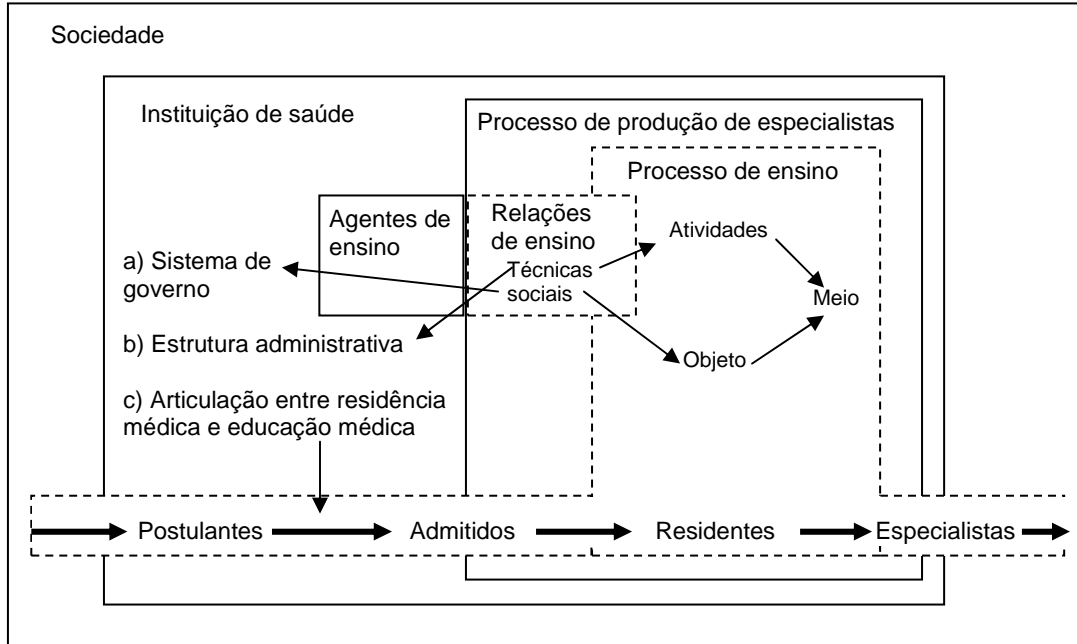 Sociedade
Instituição de saúde
Processo de produção de especialistas
Processo de ensino
Agentes de
ensino
Relações
de ensino
Técnicas
sociais
Atividades
Meio
Objeto
a) Sistema de
governo
b) Estrutura administrativa
c) Articulação entre residência
médica e educação médica
Postulantes
Admitidos
Residentes
Especialistas